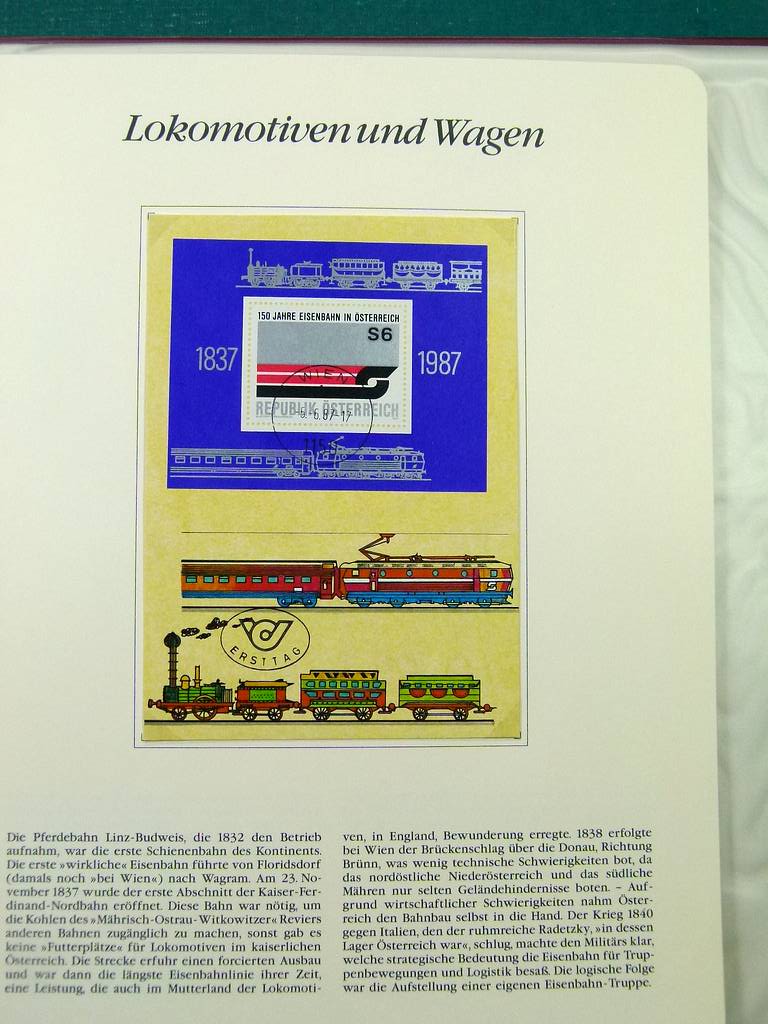 Lokomotiven und Wagen
150 JAHRE EISENBAHN IN ÖSTERREICH
S6
1837
1987
WIEN
REPUBLIK ÖSTERREICH
-5.-6.87-17
115
ERSTTAG
Die Pferdebahn Linz-Budweis, die 1832 den Betrieb
aufnahm, war die erste Schienenbahn des Kontinents.
Die erste »wirkliche« Eisenbahn führte von Floridsdorf
(damals noch »bei Wien«) nach Wagram. Am 23. No-
vember 1837 wurde der erste Abschnitt der Kaiser-Fer-
dinand-Nordbahn eröffnet. Diese Bahn war nötig, um
die Kohlen des »Mährisch-Ostrau-Witkowitzer« Reviers
anderen Bahnen zugänglich zu machen, sonst gab es
keine »Futterplätze« für Lokomotiven im kaiserlichen
Österreich. Die Strecke erfuhr einen forcierten Ausbau
und war dann die längste Eisenbahnlinie ihrer Zeit,
eine Leistung, die auch im Mutterland der Lokomoti-
ven, in England, Bewunderung erregte. 1838 erfolgte
bei Wien der Brückenschlag über die Donau, Richtung
Brünn, was wenig technische Schwierigkeiten bot, da
das nordöstliche Niederösterreich und das südliche
Mähren nur selten Geländehindernisse boten. – Auf-
grund wirtschaftlicher Schwierigkeiten nahm Öster-
reich den Bahnbau selbst in die Hand. Der Krieg 1840
gegen Italien, den der ruhmreiche Radetzky, »in dessen
Lager Österreich war«, schlug, machte den Militärs klar,
welche strategische Bedeutung die Eisenbahn für Trup-
penbewegungen und Logistik besaß. Die logische Folge
war die Aufstellung einer eigenen Eisenbahn-Truppe.